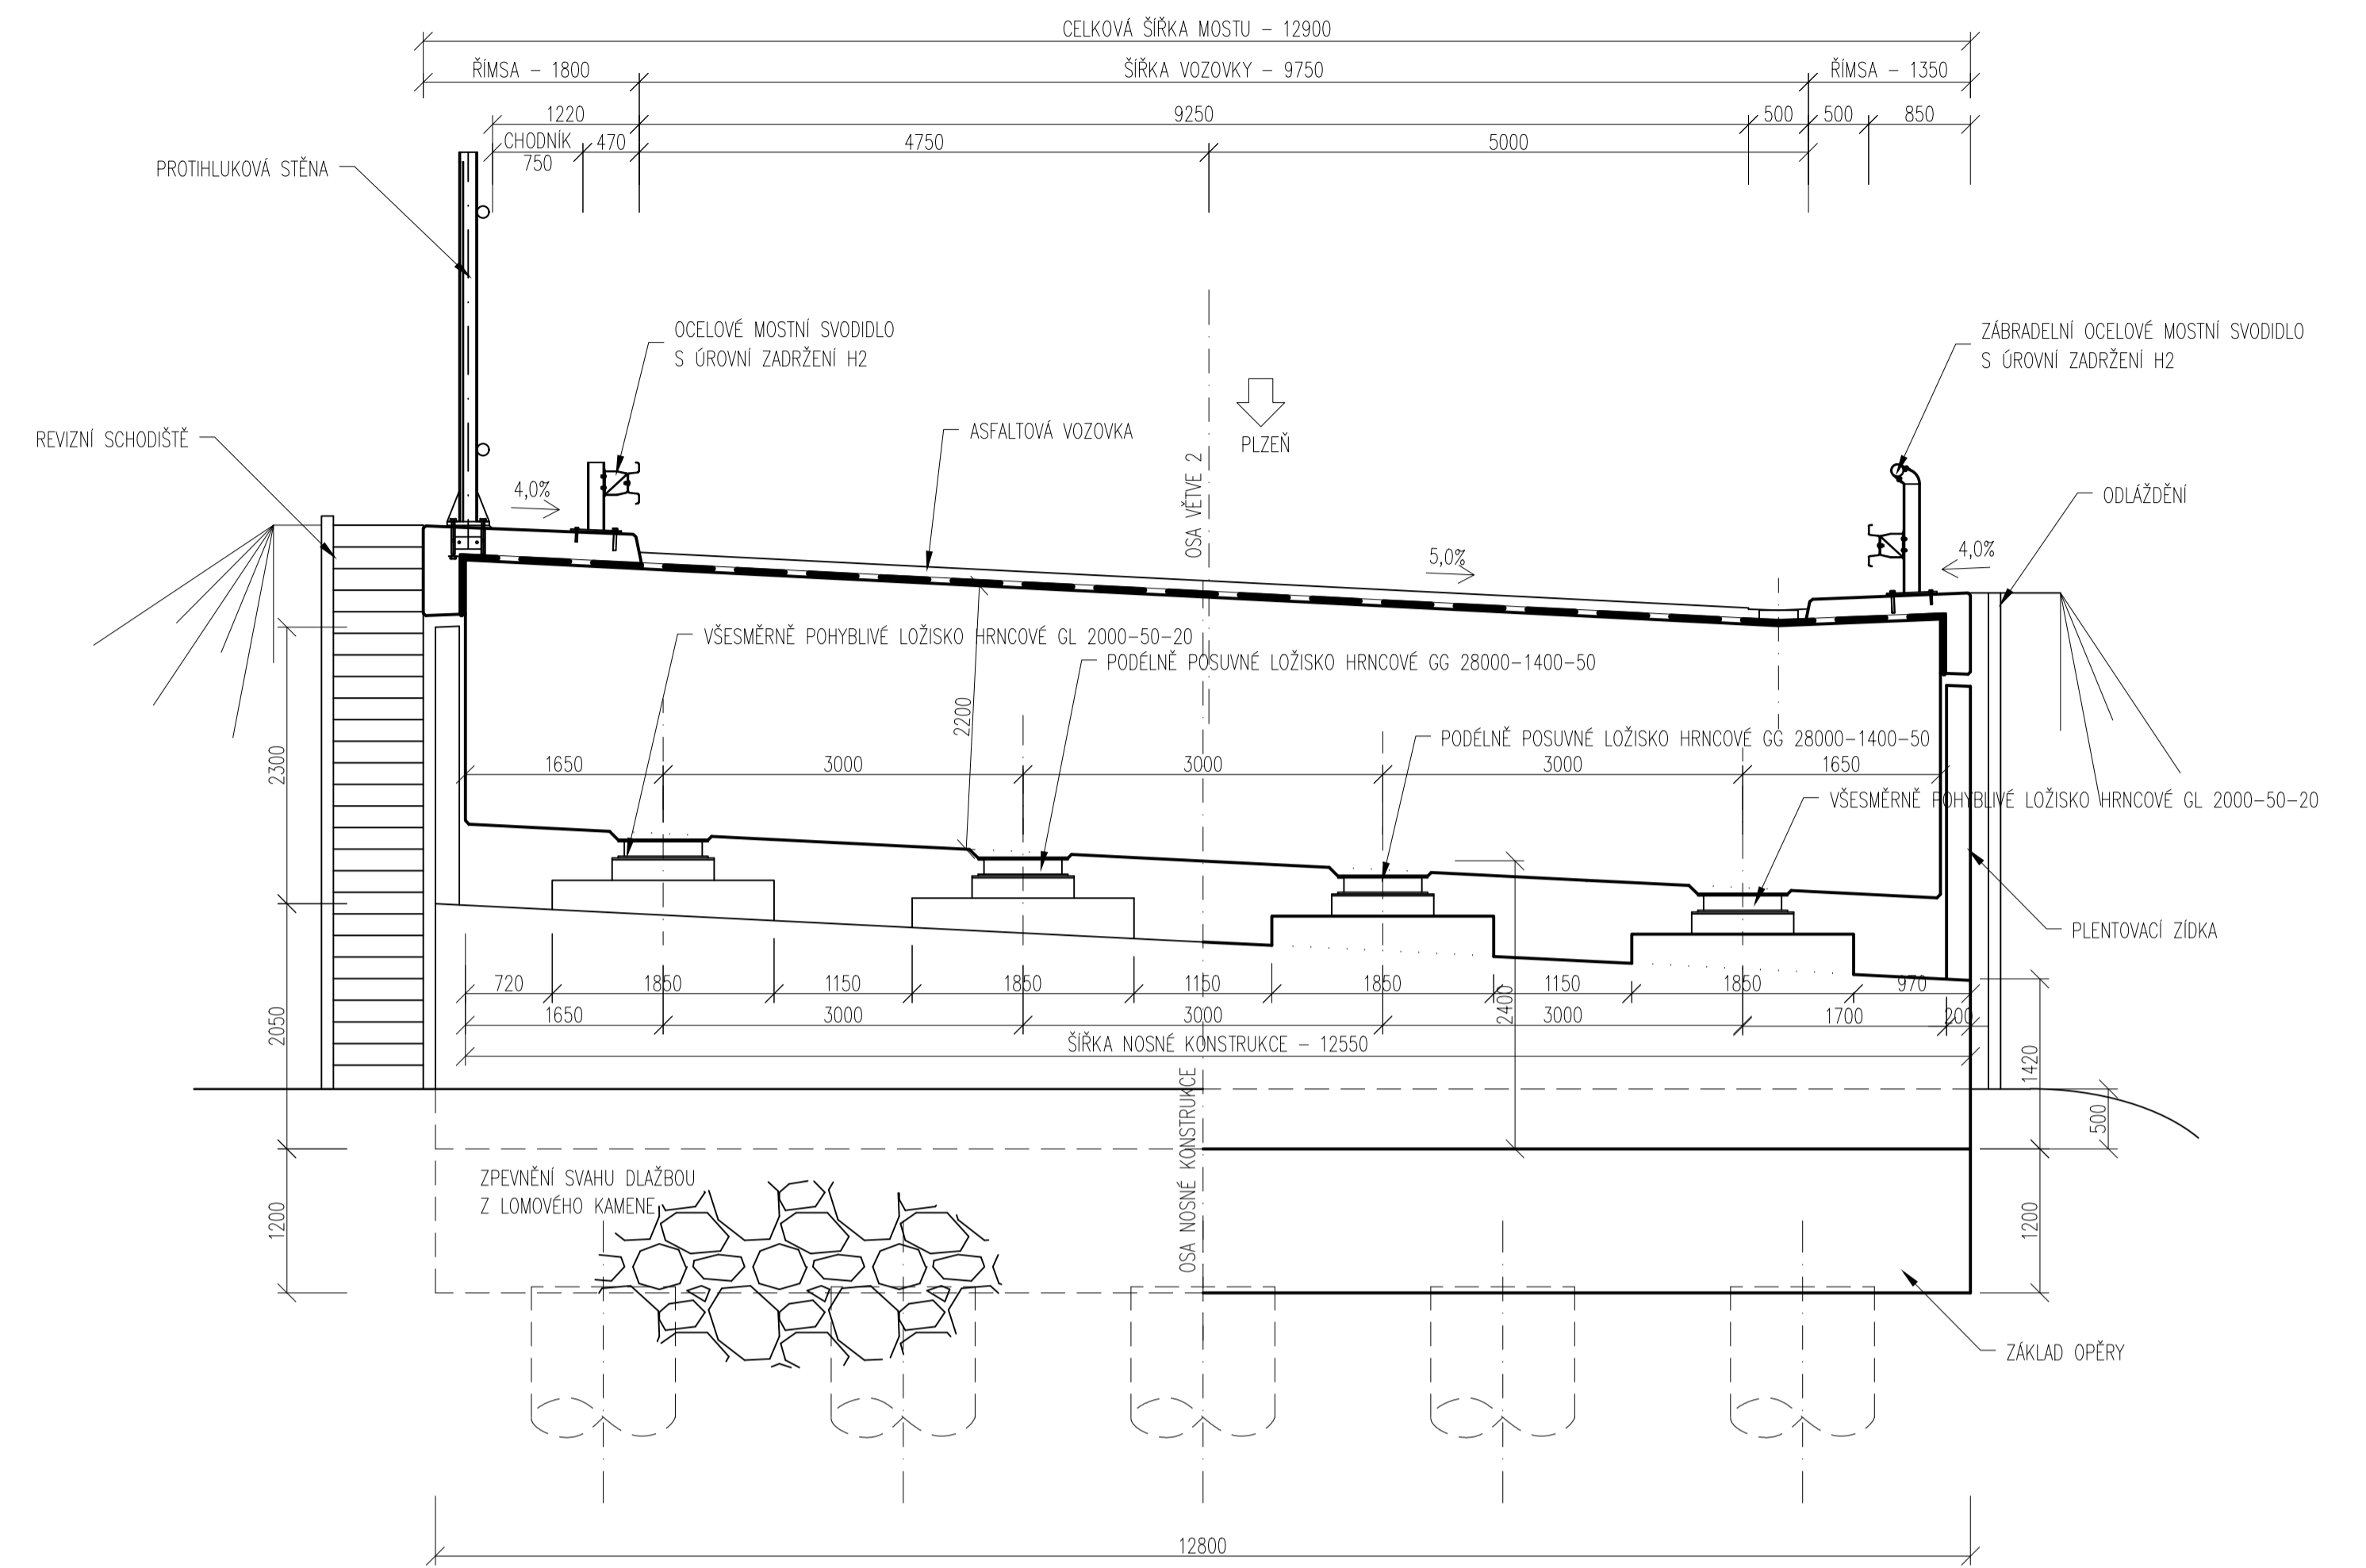 CELKOVÁ ŠÍŘKA MOSTU – 12900
ŘÍMSA – 1800
ŠÍŘKA VOZOVKY – 9750
ŘÍMSA – 1350
1220
9250
500
500
850
CHODNÍK
750
470
4750
5000
PROTIHLUKOVÁ STĚNA
OCELOVÉ MOSTNÍ SVODIDLO
S ÚROVNÍ ZADRŽENÍ H2
ZÁBRADELNÍ OCELOVÉ MOSTNÍ SVODIDLO
S ÚROVNÍ ZADRŽENÍ H2
REVIZNÍ SCHODIŠTĚ
ASFALTOVÁ VOZOVKA
PLZEŇ
OSA VĚTVE 2
4,0%
5,0%
4,0%
ODLÁŽDĚNÍ
VŠESMĚRNĚ POHYBLIVÉ LOŽISKO HRNCOVÉ GL 2000-50-20
PODÉLNĚ POSUVNÉ LOŽISKO HRNCOVÉ GG 28000-1400-50
2200
PODÉLNĚ POSUVNÉ LOŽISKO HRNCOVÉ GG 28000-1400-50
2300
1650
3000
3000
3000
1650
VŠESMĚRNĚ POHYBLIVÉ LOŽISKO HRNCOVÉ GL 2000-50-20
PLENTOVACÍ ZÍDKA
720
1850
1150
1850
1150
1850
1150
1850
970
2400
2050
1650
3000
3000
3000
1700
200
ŠÍŘKA NOSNÉ KONSTRUKCE – 12550
1420
500
OSA NOSNÉ KONSTRUKCE
ZPEVNĚNÍ SVAHU DLAŽBOU
Z LOMOVÉHO KAMENE
1200
1200
ZÁKLAD OPĚRY
12800